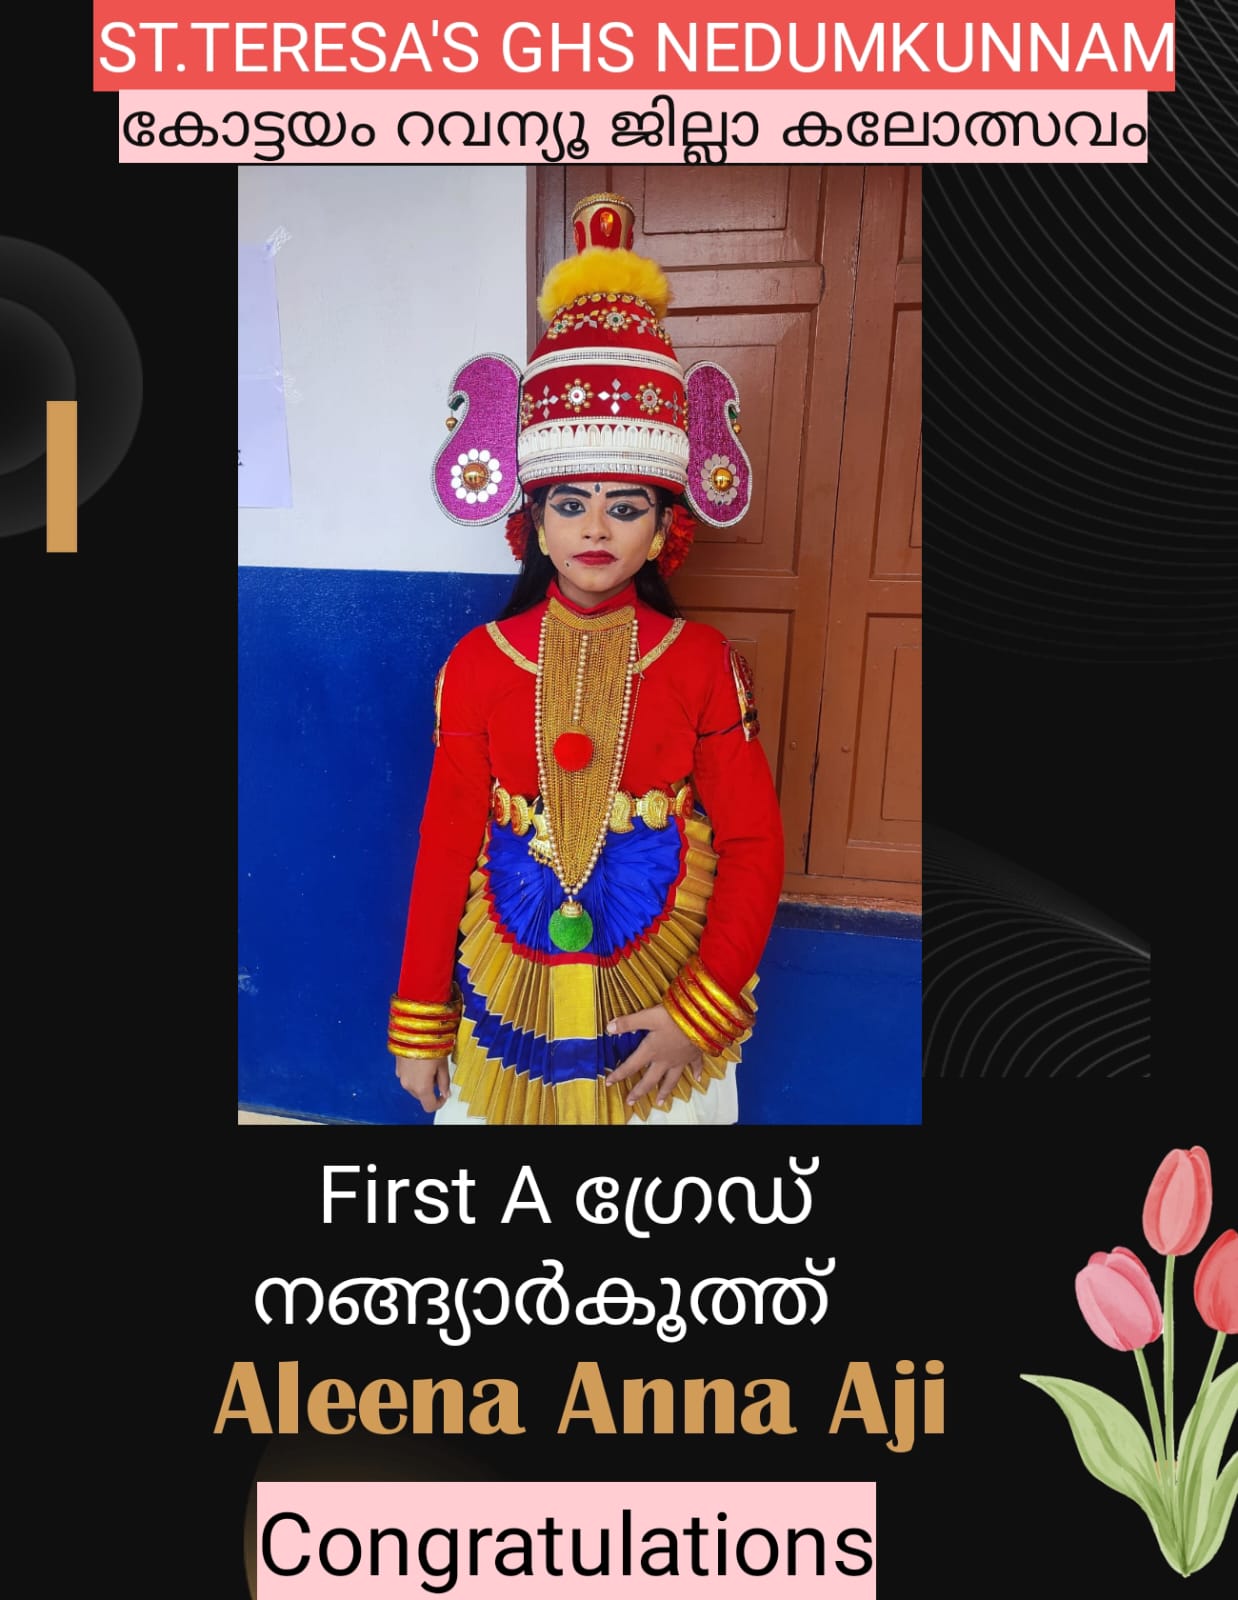 ST.TERESA'S GHS NEDUMKUNNAM
കോട്ടയം റവന്യൂ ജില്ലാ കലോത്സവം
First A ഗ്രേഡ്
നങ്ങ്യാർകൂത്ത്
Aleena Anna Aji
Congratulations